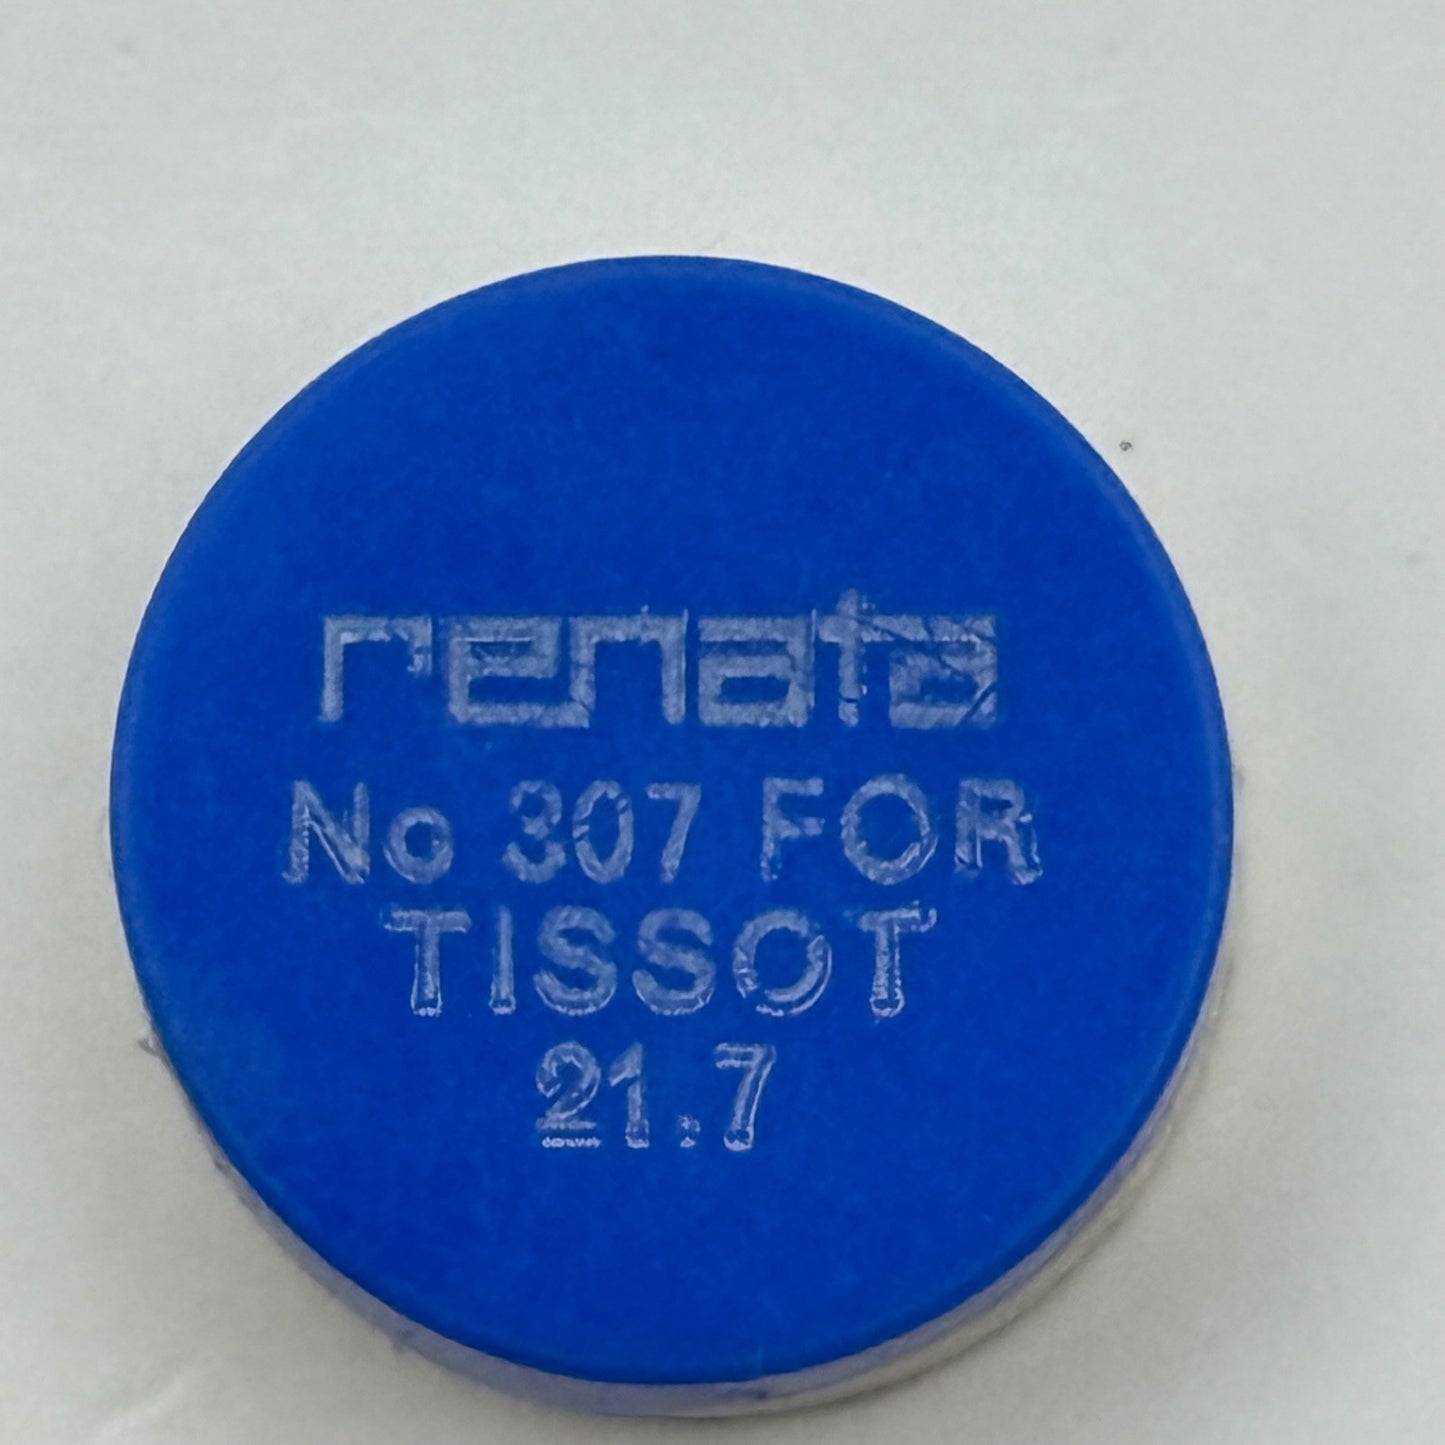 renata
No 307 FOR
TISSOT
21.7